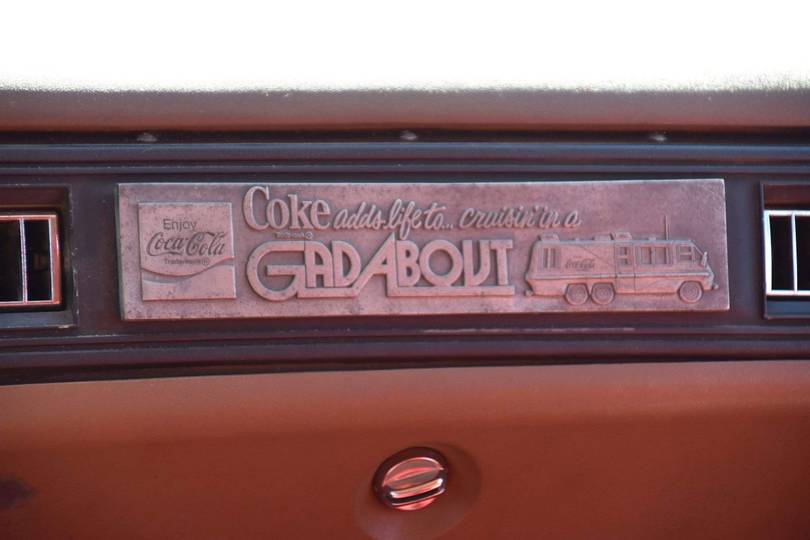 Enjoy
Coca-Cola
Trademark ®
Coke adds life to... cruisin' in a
GADABOUT
Coca-Cola